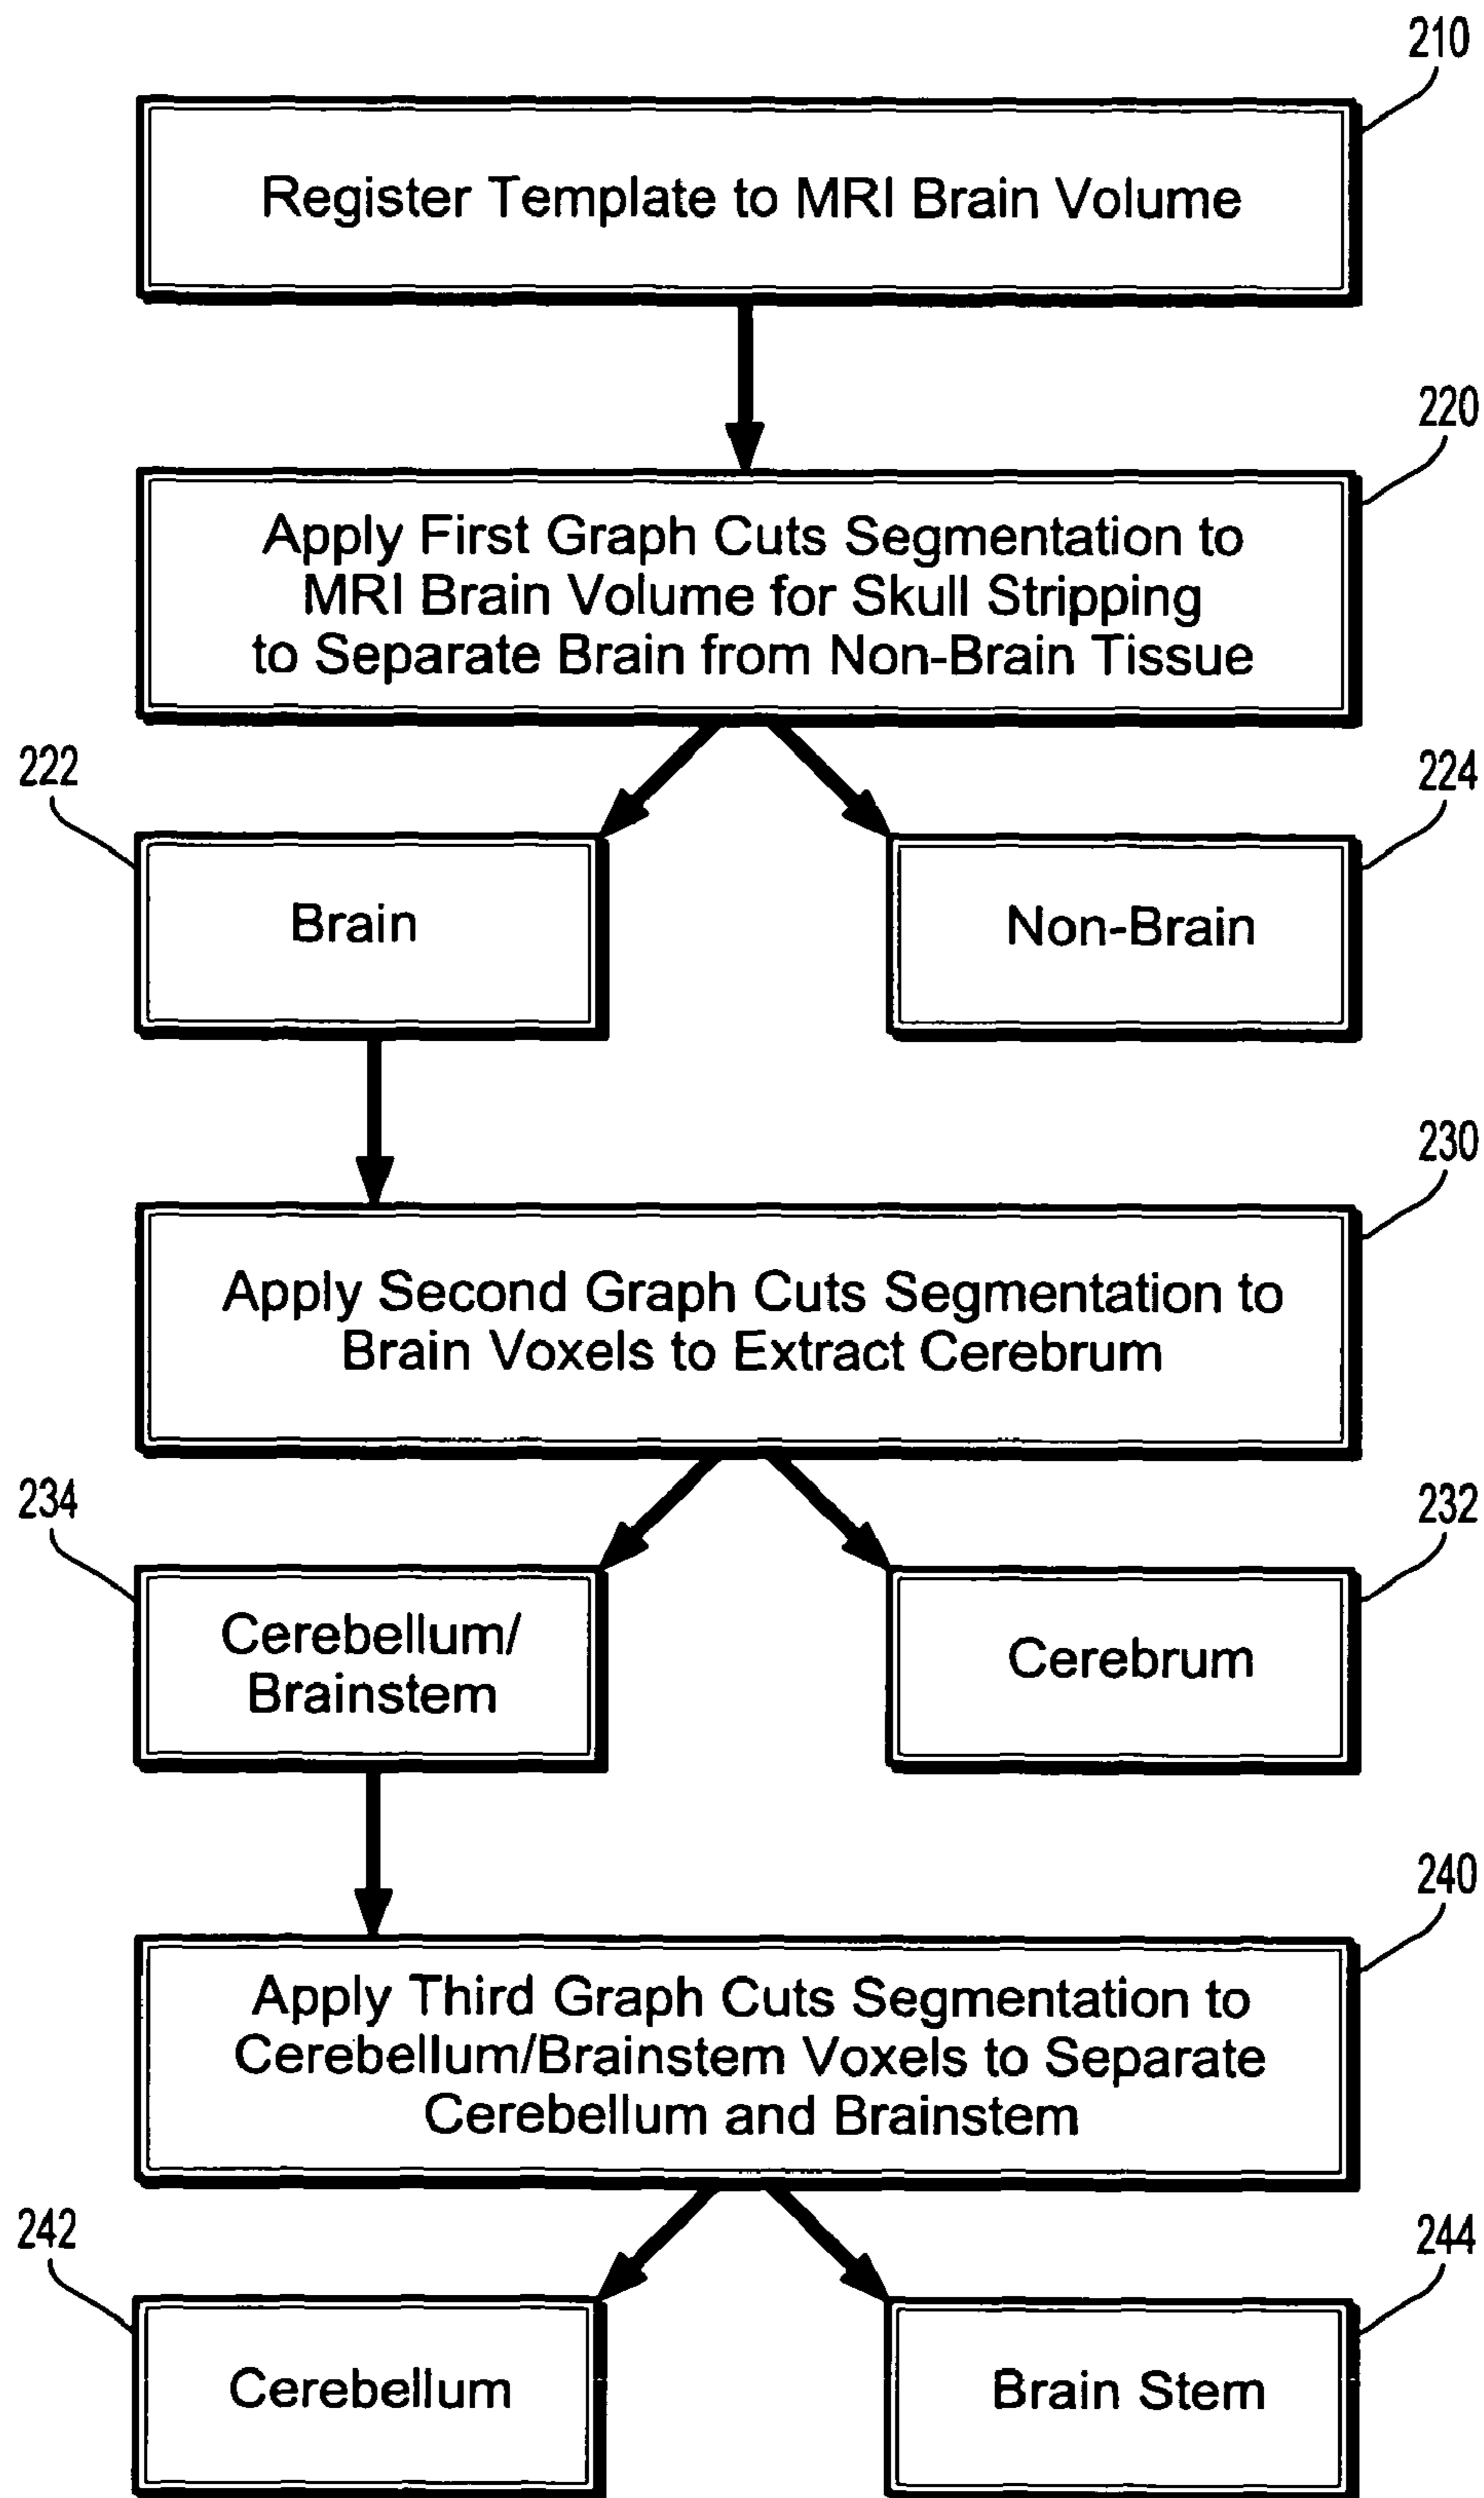 210
Register Template to MRI Brain Volume
220
Apply First Graph Cuts Segmentation to
MRI Brain Volume for Skull Stripping
to Separate Brain from Non-Brain Tissue
222
224
Brain
Non-Brain
230
Apply Second Graph Cuts Segmentation to
Brain Voxels to Extract Cerebrum
234
232
Cerebellum/
Brainstem
Cerebrum
240
Apply Third Graph Cuts Segmentation to
Cerebellum/Brainstem Voxels to Separate
Cerebellum and Brainstem
242
244
Cerebellum
Brain Stem